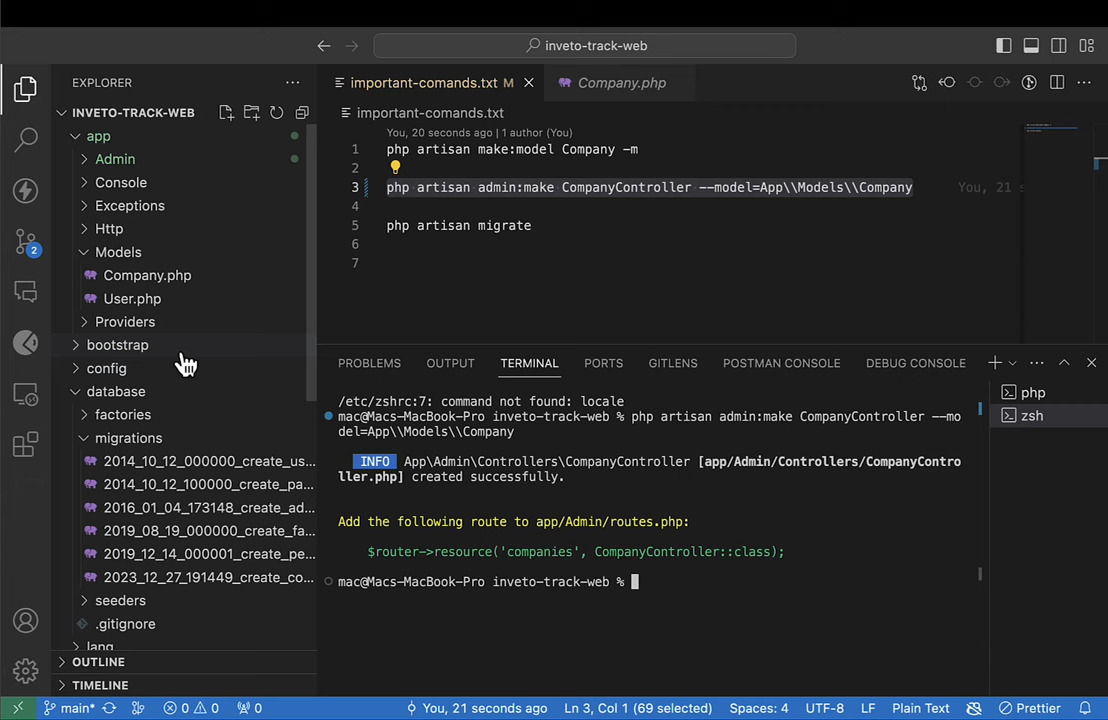 inveto-track-web
EXPLORER
important-comands.txt M
Company.php
INVETO-TRACK-WEB
important-comands.txt
app
Admin
Console
Exceptions
Http
Models
Company.php
User.php
Providers
bootstrap
config
database
factories
migrations
2014_10_12_000000_create_us...
2014_10_12_100000_create_pa...
2016_01_04_173148_create_ad...
2019_08_19_000000_create_fa...
2019_12_14_000001_create_pe...
2023_12_27_191449_create_co...
seeders
.gitignore
lang
OUTLINE
TIMELINE
2
You, 20 seconds ago | 1 author (You)
1 php artisan make:model Company -m
2
3 php artisan admin:make CompanyController --model=App\\Models\\Company You, 21 s
4
5 php artisan migrate
6
7
PROBLEMS OUTPUT TERMINAL PORTS GITLENS POSTMAN CONSOLE DEBUG CONSOLE
/etc/zshrc:7: command not found: locale
mac@Macs-MacBook-Pro inveto-track-web % php artisan admin:make CompanyController --mo
del=App\\Models\\Company
INFO App\Admin\Controllers\CompanyController [app/Admin/Controllers/CompanyContro
ller.php] created successfully.
Add the following route to app/Admin/routes.php:
$router->resource('companies', CompanyController::class);
mac@Macs-MacBook-Pro inveto-track-web %
php
zsh
main* 0 0 0 You, 21 seconds ago Ln 3, Col 1 (69 selected) Spaces: 4 UTF-8 LF Plain Text Prettier